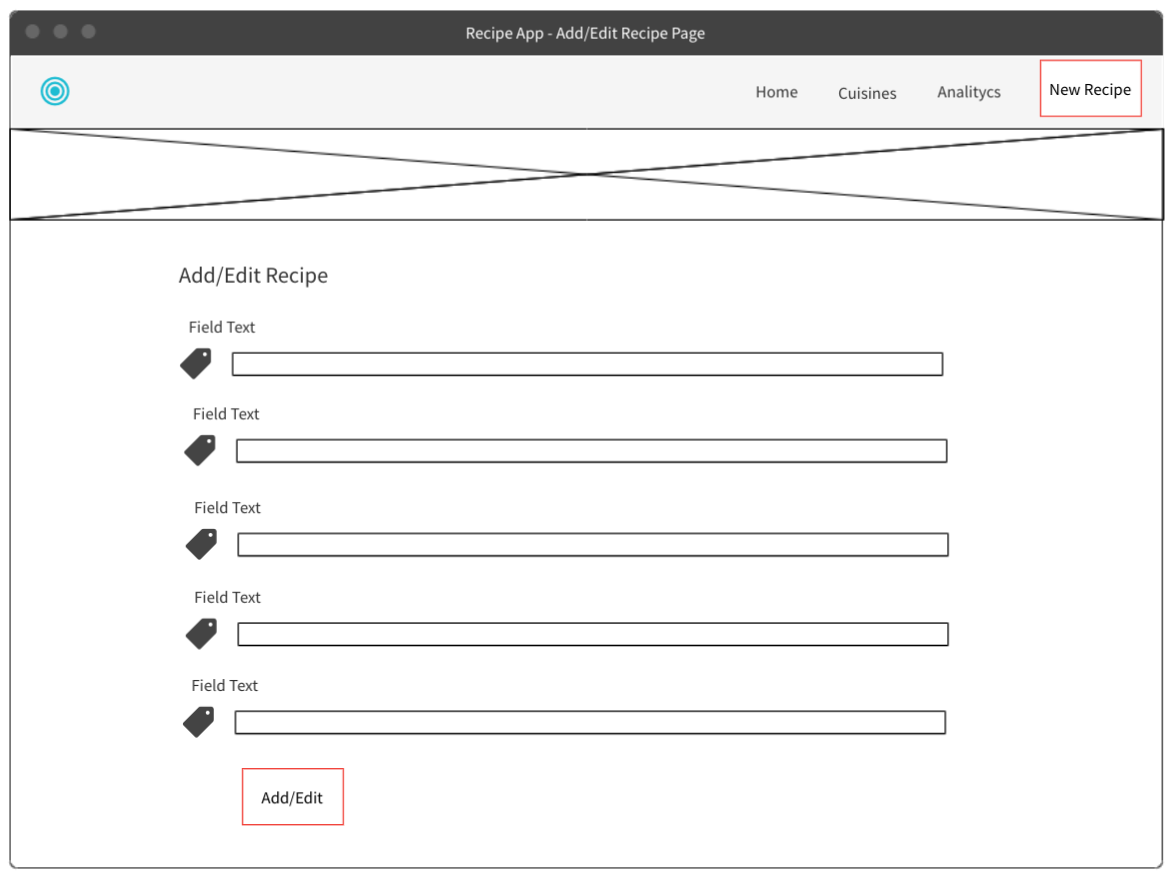 Recipe App - Add/Edit Recipe Page
Home
Cuisines
Analitycs
New Recipe
Add/Edit Recipe
Field Text
Field Text
Field Text
Field Text
Field Text
Add/Edit